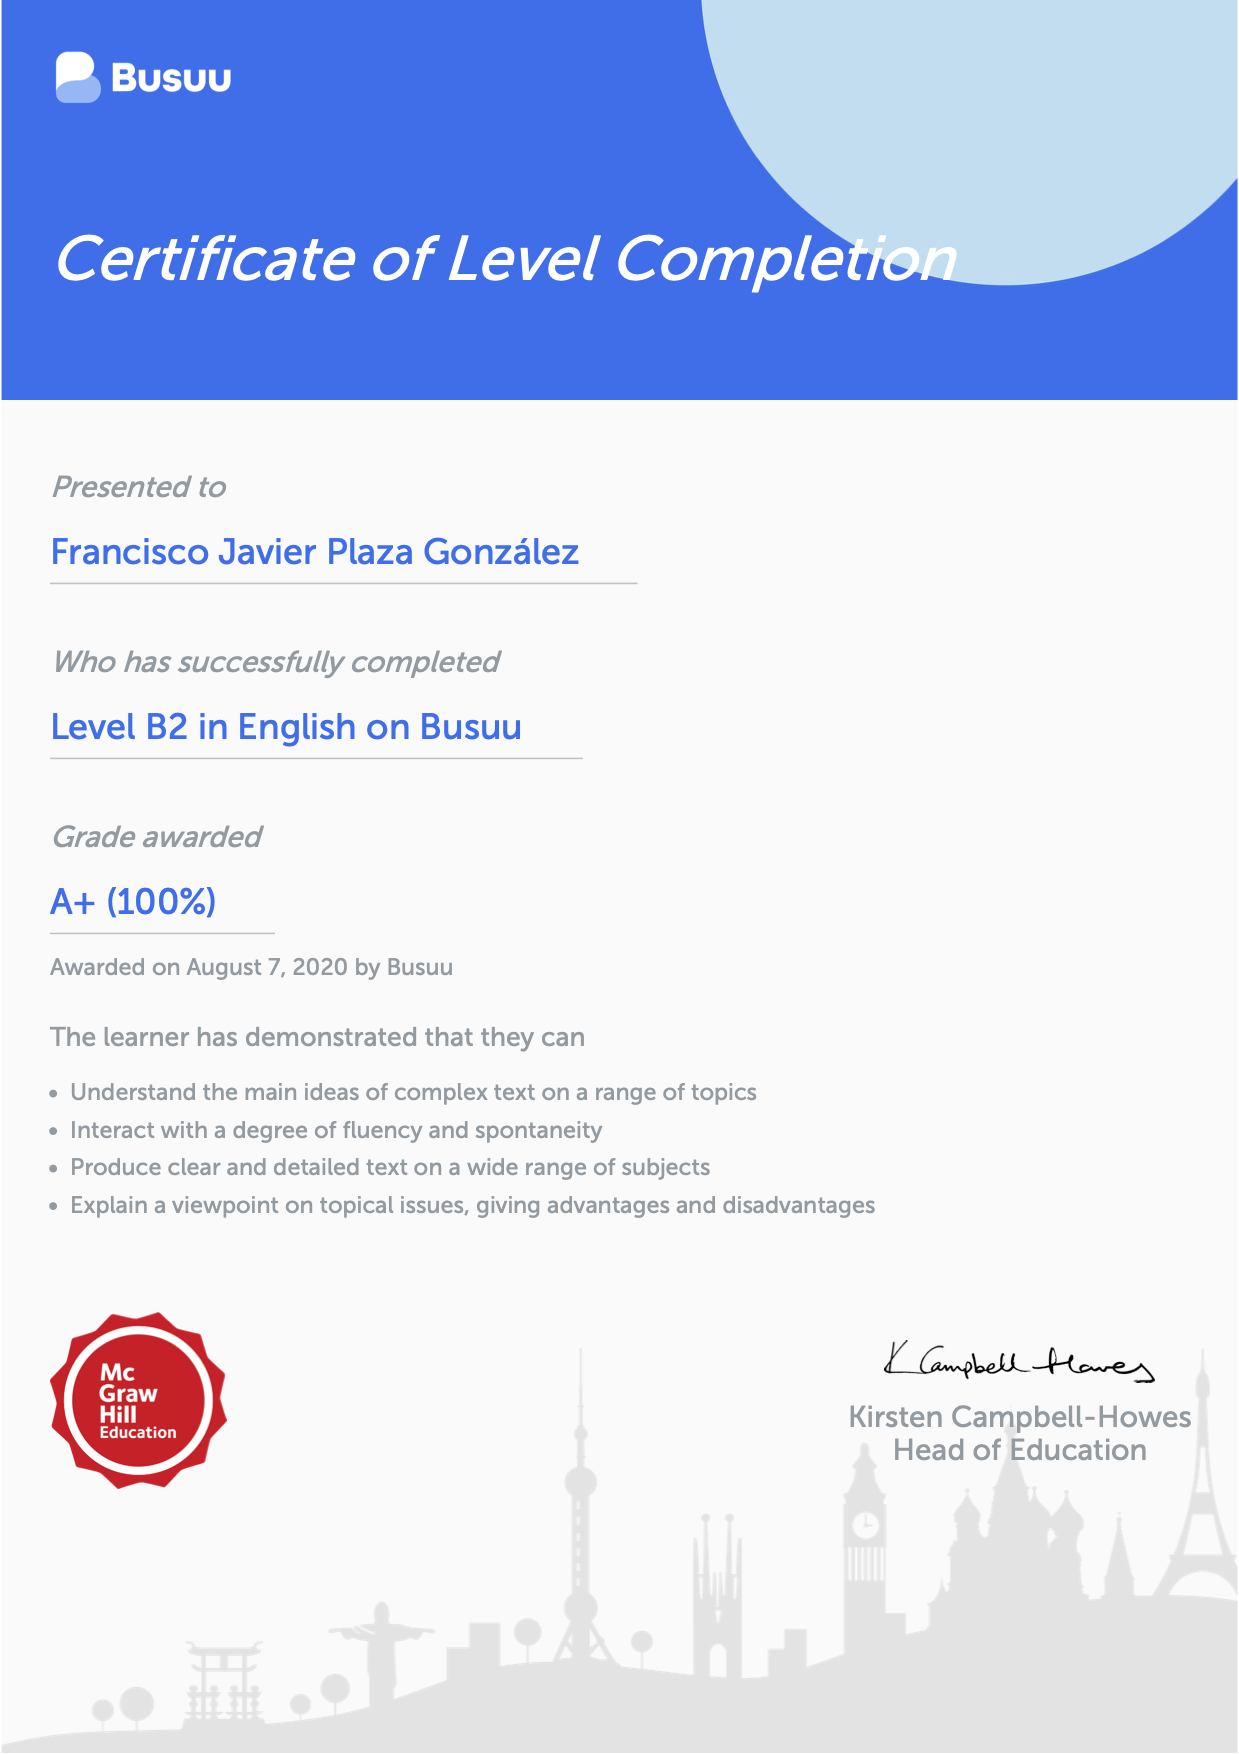 Busuu
Certificate of Level Completion
Presented to
Francisco Javier Plaza González
Who has successfully completed
Level B2 in English on Busuu
Grade awarded
A+ (100%)
Awarded on August 7, 2020 by Busuu
The learner has demonstrated that they can
• Understand the main ideas of complex text on a range of topics
• Interact with a degree of fluency and spontaneity
• Produce clear and detailed text on a wide range of subjects
• Explain a viewpoint on topical issues, giving advantages and disadvantages
Mc
Graw
Hill
Education
K Campbell-Howes
Kirsten Campbell-Howes
Head of Education